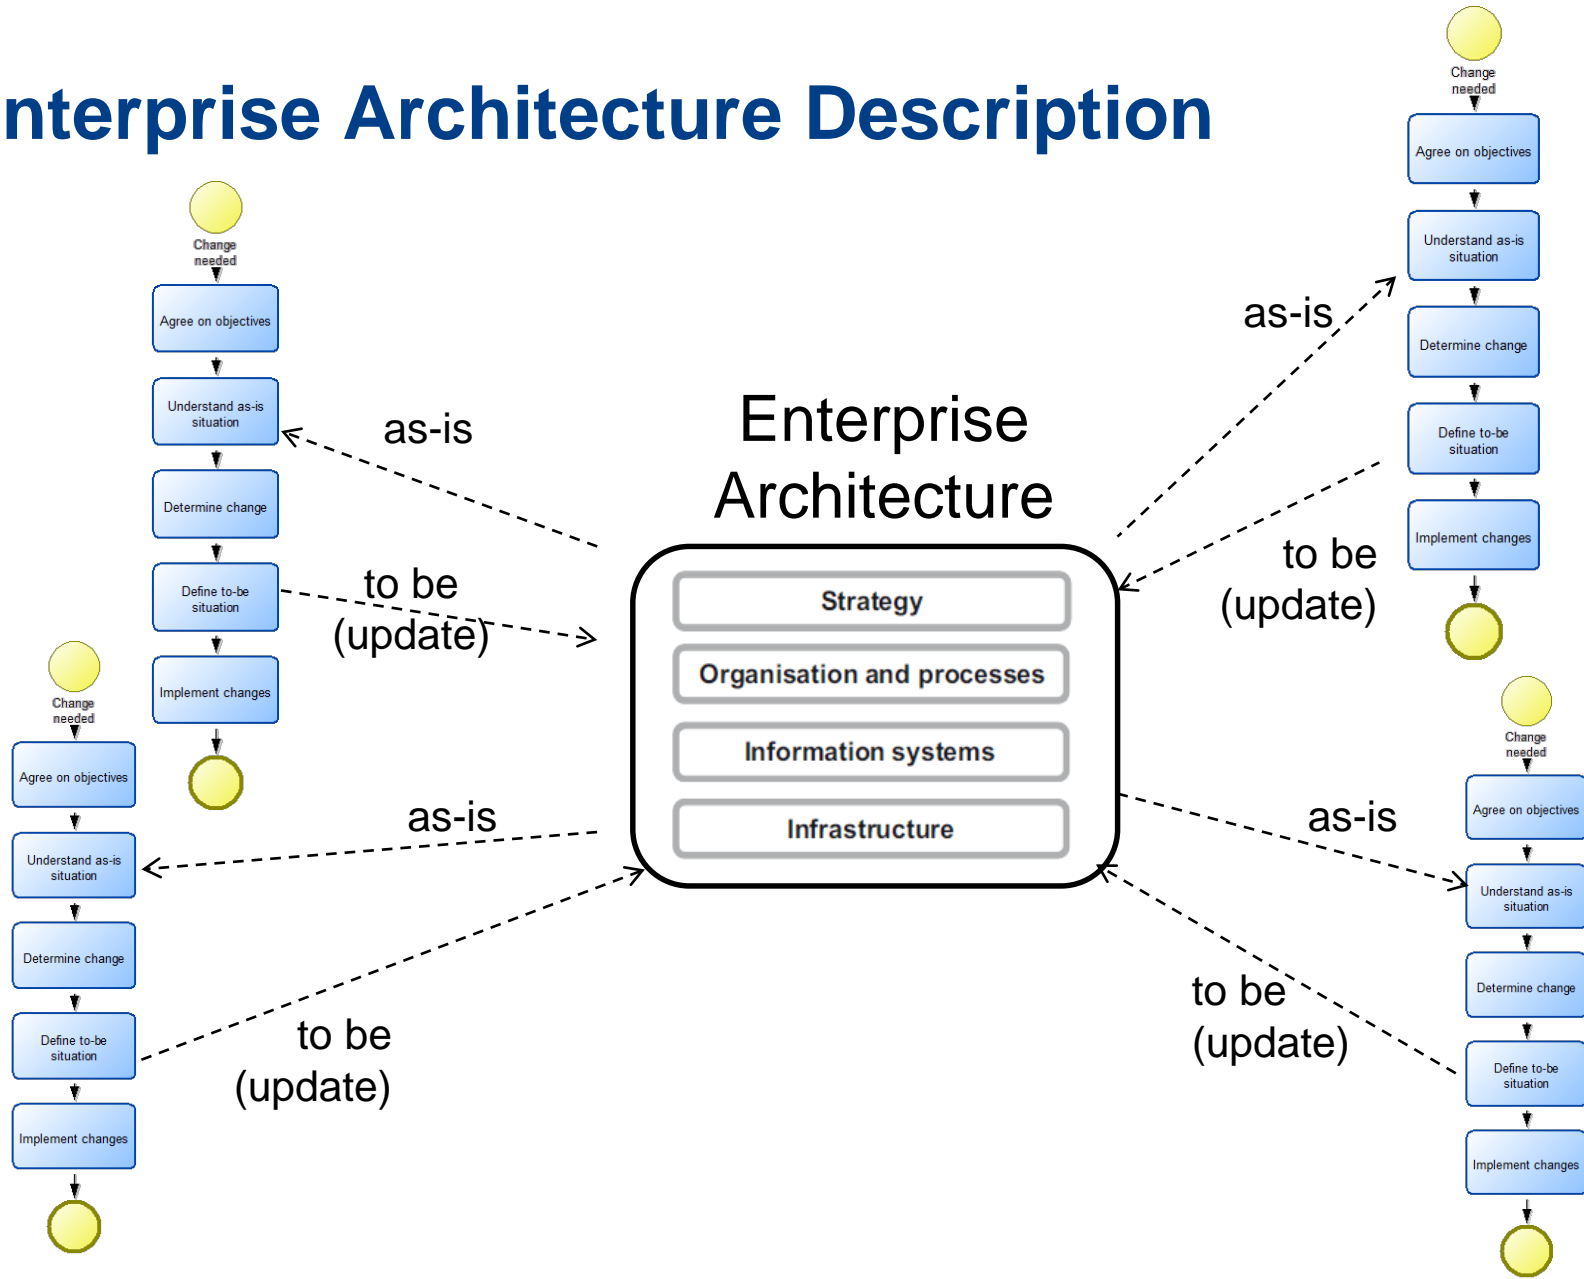 nterprise Architecture Description
Change
needed
Agree on objectives
Understand as-is
situation
Determine change
Define to-be
situation
Implement changes
as-is
to be
(update)
Change
needed
Agree on objectives
Understand as-is
situation
Determine change
Define to-be
situation
Implement changes
as-is
to be
(update)
Enterprise
Architecture
Strategy
Organisation and processes
Information systems
Infrastructure
Change
needed
Agree on objectives
Understand as-is
situation
Determine change
Define to-be
situation
Implement changes
as-is
to be
(update)
Change
needed
Agree on objectives
Understand as-is
situation
Determine change
Define to-be
situation
Implement changes
as-is
to be
(update)